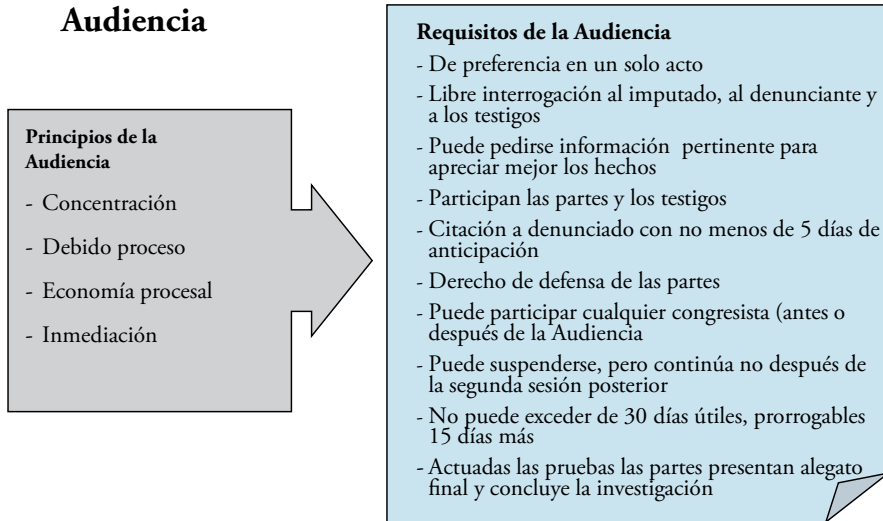 Audiencia
Principios de la
Audiencia
- Concentración
- Debido proceso
- Economía procesal
- Inmediación
Requisitos de la Audiencia
- De preferencia en un solo acto
- Libre interrogación al imputado, al denunciante y
a los testigos
- Puede pedirse información pertinente para
apreciar mejor los hechos
- Participan las partes y los testigos
- Citación a denunciado con no menos de 5 días de
anticipación
- Derecho de defensa de las partes
- Puede participar cualquier congresista (antes o
después de la Audiencia
- Puede suspenderse, pero continúa no después de
la segunda sesión posterior
- No puede exceder de 30 días útiles, prorrogables
15 días más
- Actuadas las pruebas las partes presentan alegato
final y concluye la investigación